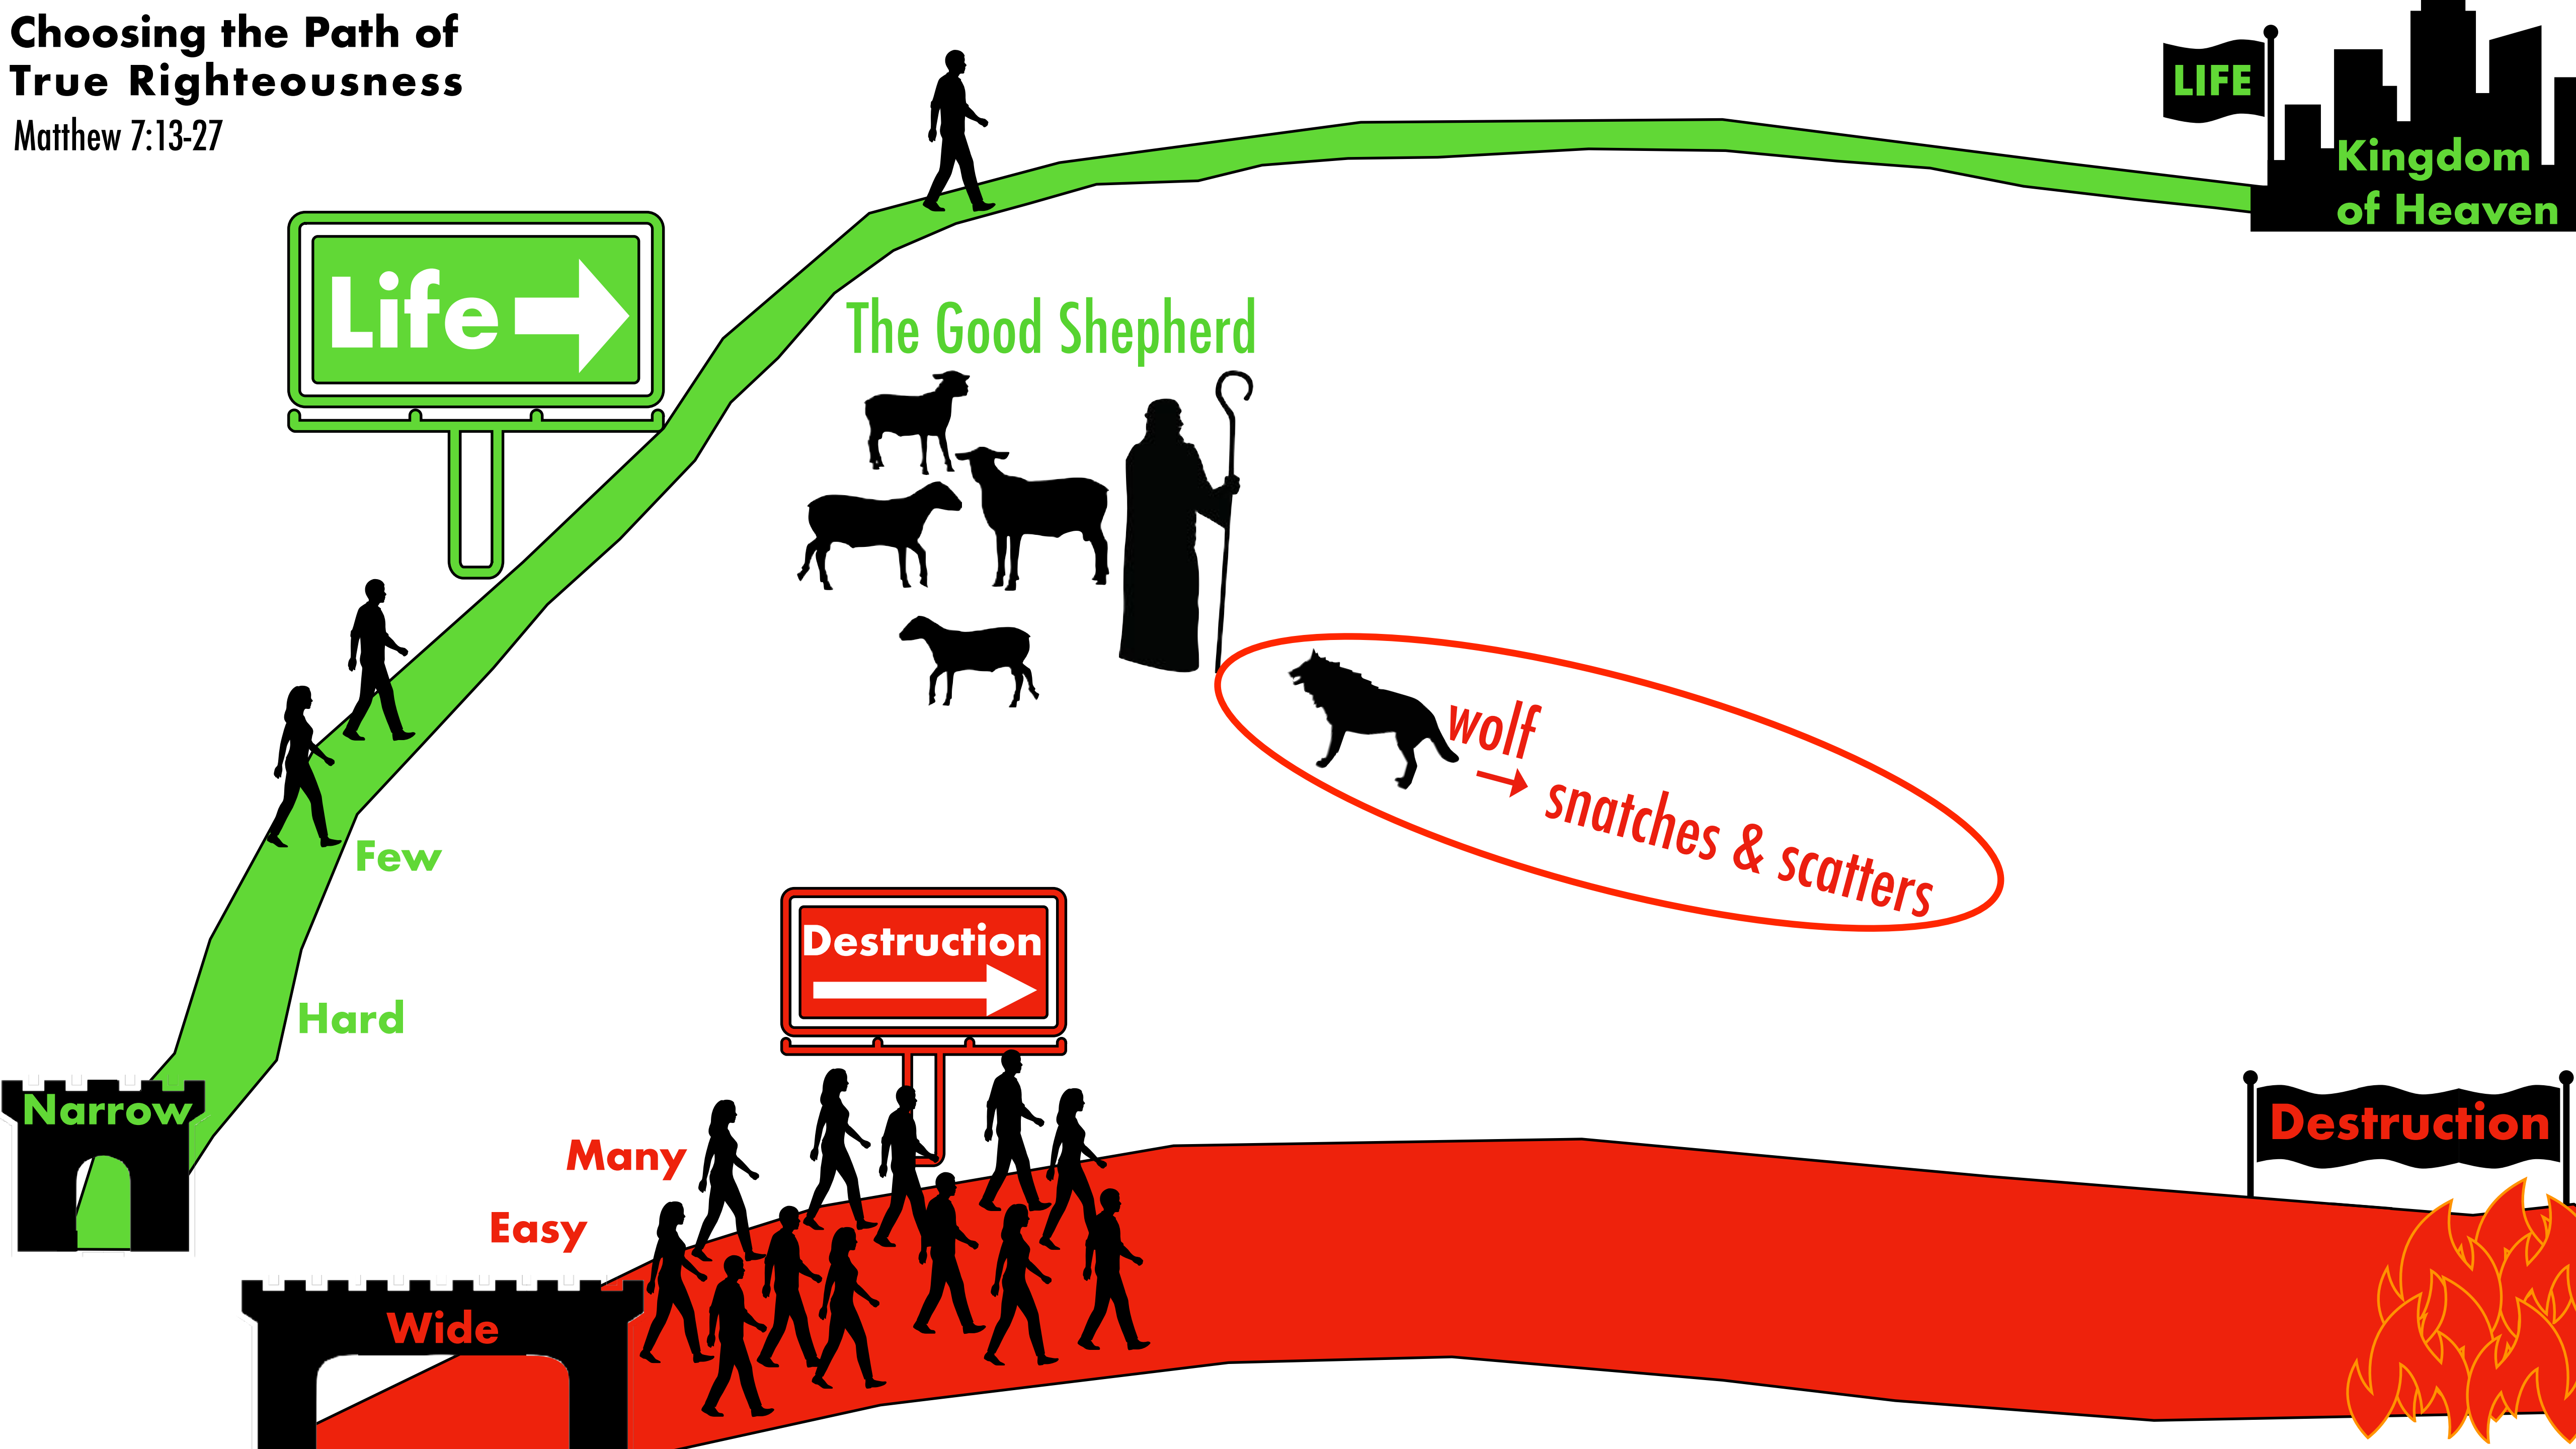 Choosing the Path of
True Righteousness
Matthew 7:13-27
LIFE
Kingdom
of Heaven
Life
The Good Shepherd
wolf
→ snatches & scatters
Few
Hard
Destruction
Narrow
Many
Easy
Wide
Destruction